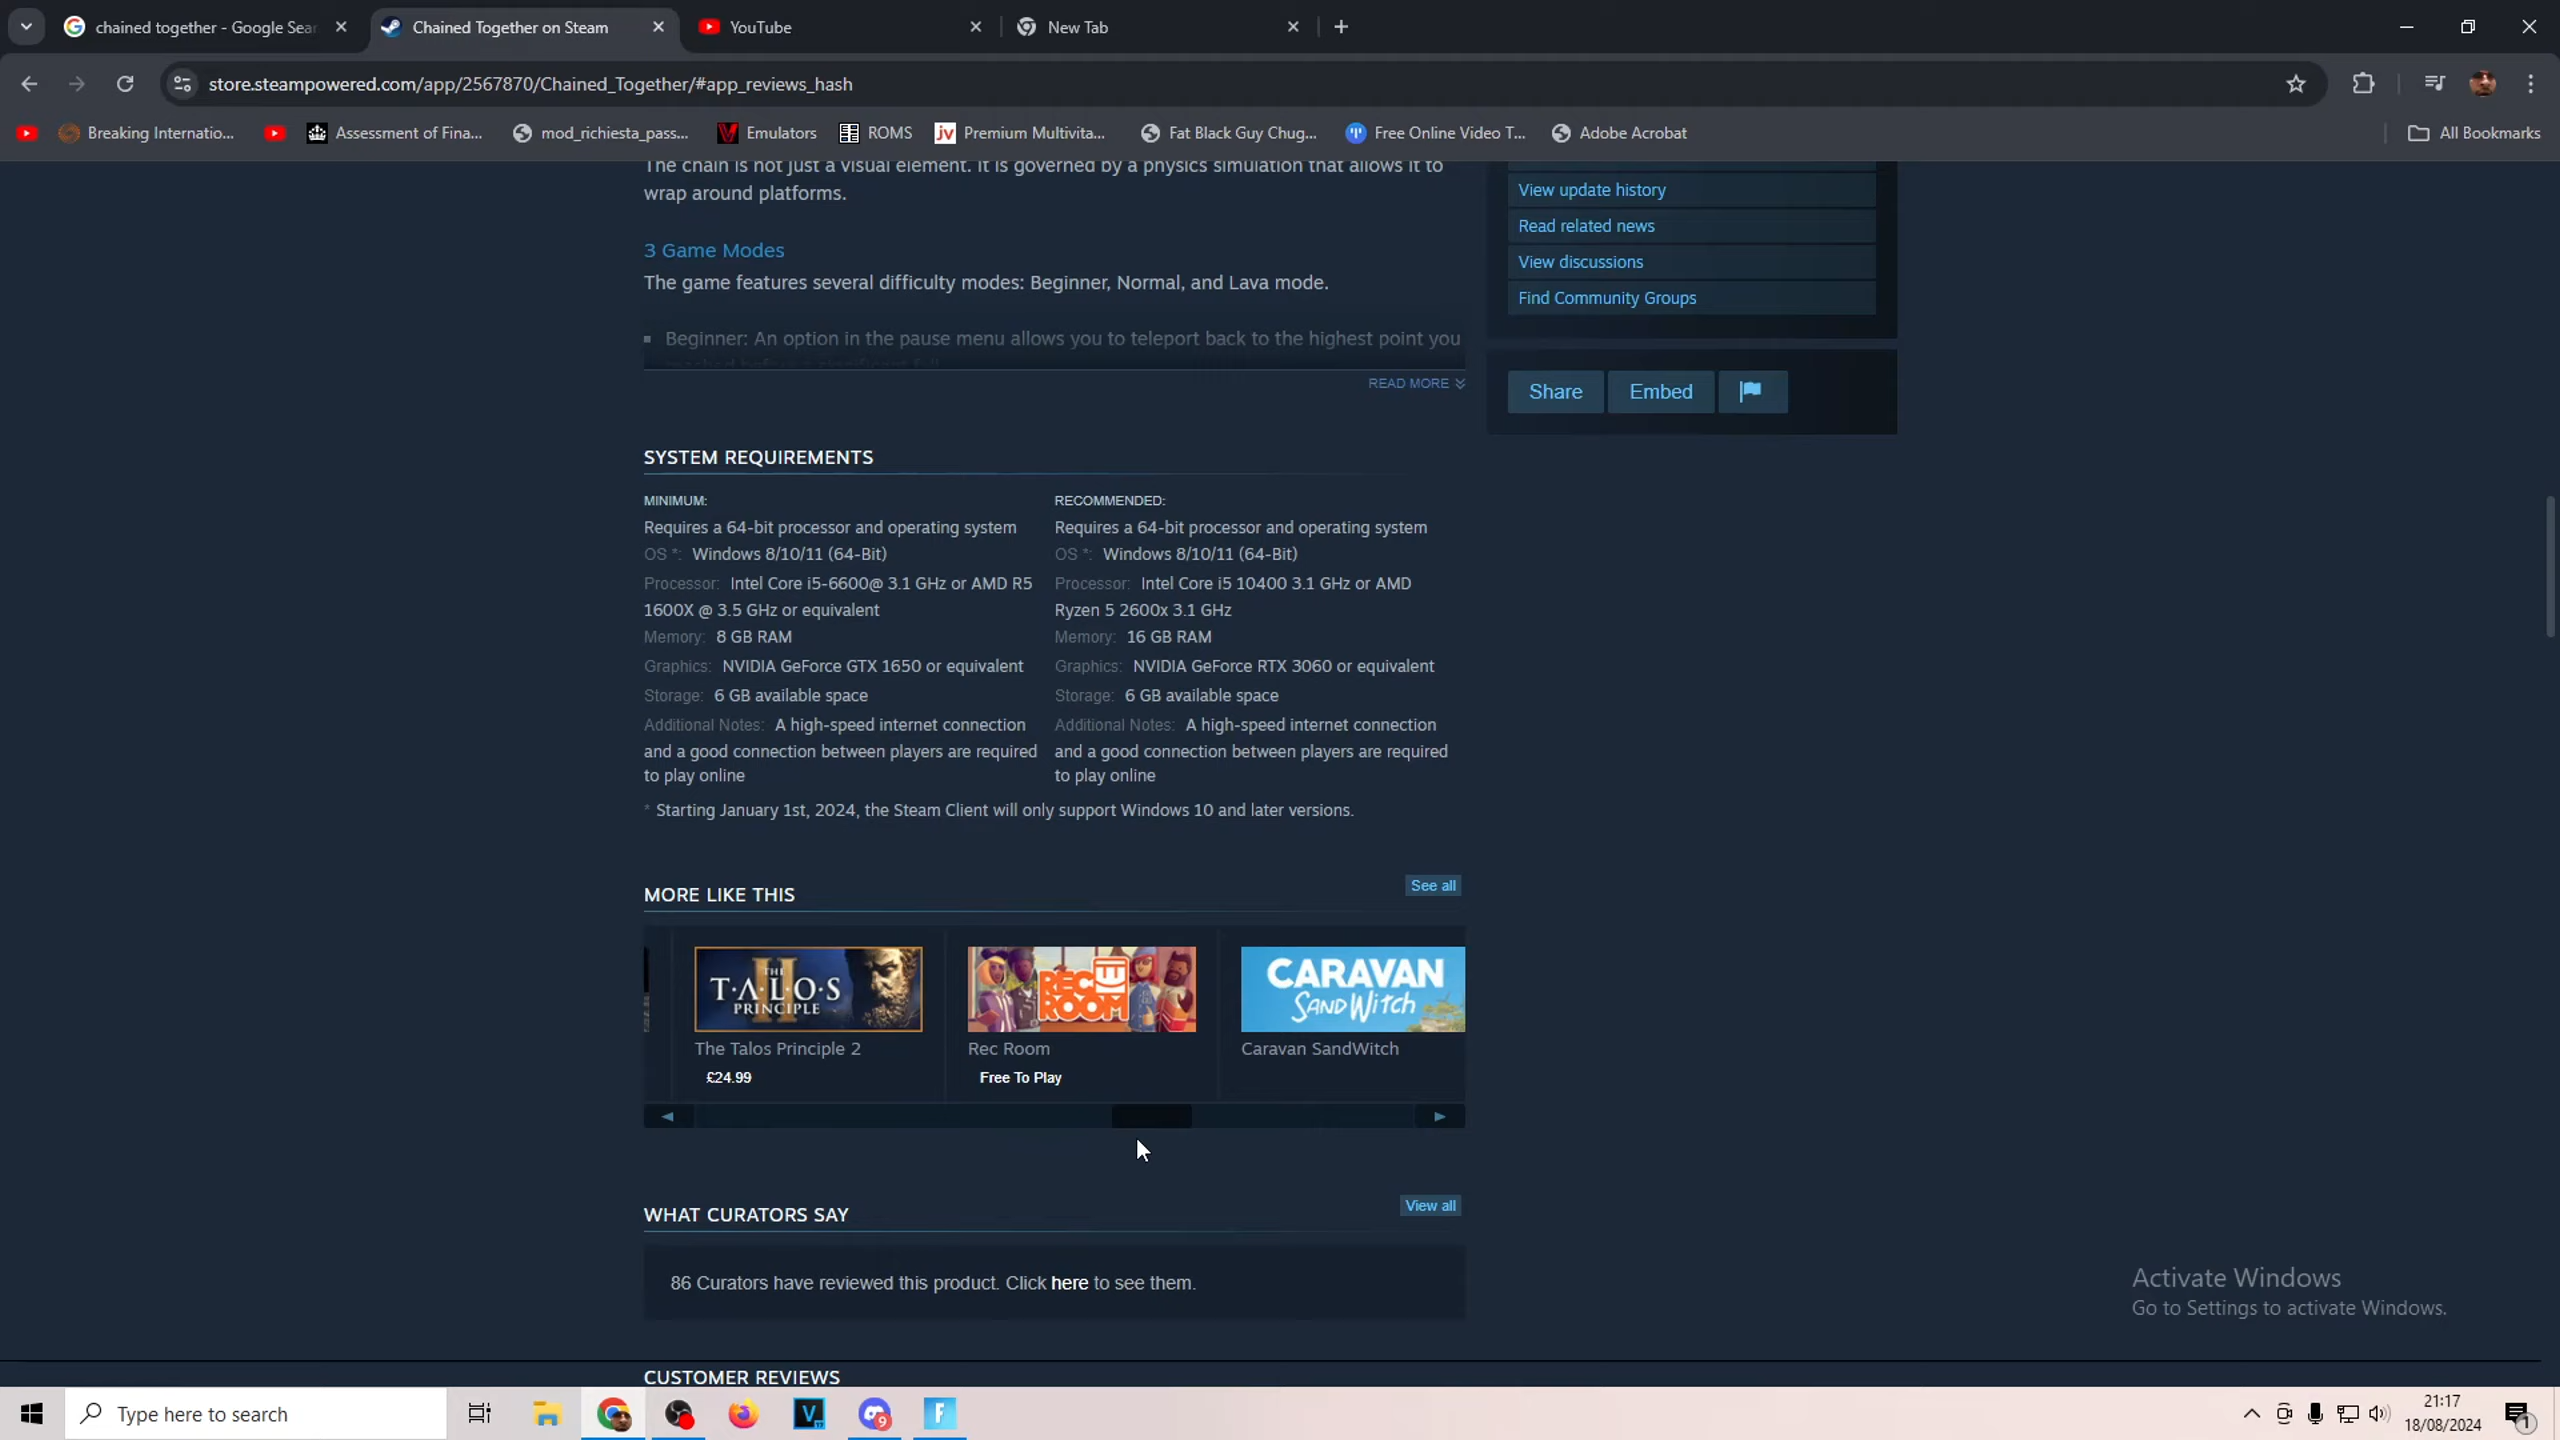 chained together - Google Sear
Chained Together on Steam
YouTube
New Tab
store.steampowered.com/app/2567870/Chained_Together/#app_reviews_hash
Breaking Internatio...
Assessment of Fina...
mod_richiesta_pass...
Emulators
ROMS
jv Premium Multivita...
Fat Black Guy Chug...
Free Online Video T...
Adobe Acrobat
All Bookmarks
The chain is not just a visual element. It is governed by a physics simulation that allows it to
wrap around platforms.
3 Game Modes
The game features several difficulty modes: Beginner, Normal, and Lava mode.
Beginner: An option in the pause menu allows you to teleport back to the highest point you
READ MORE
View update history
Read related news
View discussions
Find Community Groups
Share
Embed
SYSTEM REQUIREMENTS
MINIMUM:
Requires a 64-bit processor and operating system
OS *: Windows 8/10/11 (64-Bit)
Processor: Intel Core i5-6600@ 3.1 GHz or AMD R5
1600X @ 3.5 GHz or equivalent
Memory: 8 GB RAM
Graphics: NVIDIA GeForce GTX 1650 or equivalent
Storage: 6 GB available space
Additional Notes: A high-speed internet connection
and a good connection between players are required
to play online
RECOMMENDED:
Requires a 64-bit processor and operating system
OS *: Windows 8/10/11 (64-Bit)
Processor: Intel Core i5 10400 3.1 GHz or AMD
Ryzen 5 2600x 3.1 GHz
Memory: 16 GB RAM
Graphics: NVIDIA GeForce RTX 3060 or equivalent
Storage: 6 GB available space
Additional Notes: A high-speed internet connection
and a good connection between players are required
to play online
* Starting January 1st, 2024, the Steam Client will only support Windows 10 and later versions.
MORE LIKE THIS
See all
THE
TALOS
II
PRINCIPLE
The Talos Principle 2
£24.99
REC
ROOM
Rec Room
Free To Play
CARAVAN
SANDWITCH
Caravan SandWitch
WHAT CURATORS SAY
View all
86 Curators have reviewed this product. Click here to see them.
CUSTOMER REVIEWS
Activate Windows
Go to Settings to activate Windows.
Type here to search
V
9
F
21:17
18/08/2024
1